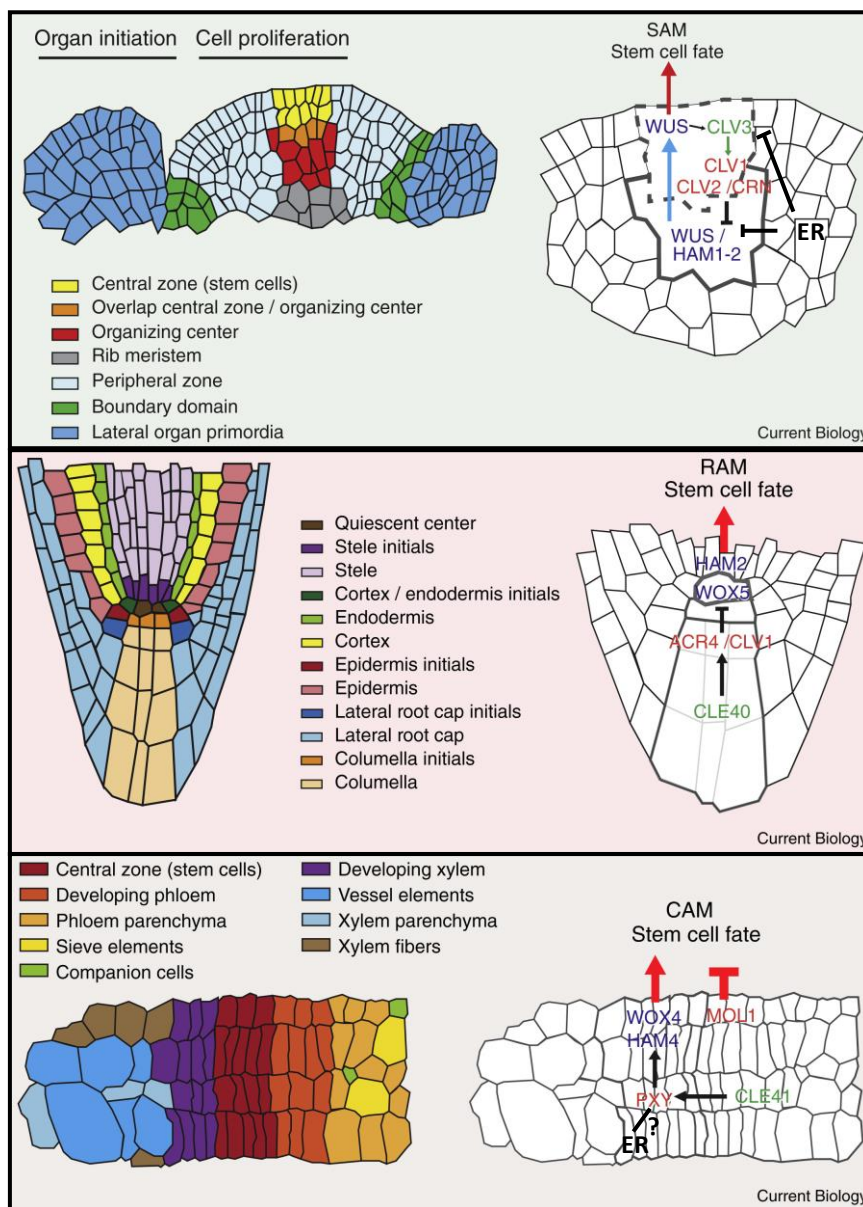 Organ initiation
Cell proliferation
SAM
Stem cell fate
WUS
CLV3
CLV1
CLV2 /CRN
WUS /
HAM1-2
ER
Central zone (stem cells)
Overlap central zone / organizing center
Organizing center
Rib meristem
Peripheral zone
Boundary domain
Lateral organ primordia
Current Biology
RAM
Stem cell fate
Quiescent center
Stele initials
Stele
Cortex / endodermis initials
Endodermis
Cortex
Epidermis initials
Epidermis
Lateral root cap initials
Lateral root cap
Columella initials
Columella
HAM2
WOX5
ACR4 /CLV1
CLE40
Current Biology
Central zone (stem cells)
Developing phloem
Phloem parenchyma
Sieve elements
Companion cells
Developing xylem
Vessel elements
Xylem parenchyma
Xylem fibers
CAM
Stem cell fate
WOX4
HAM4
MOL1
PXY
CLE41
?
ER
Current Biology